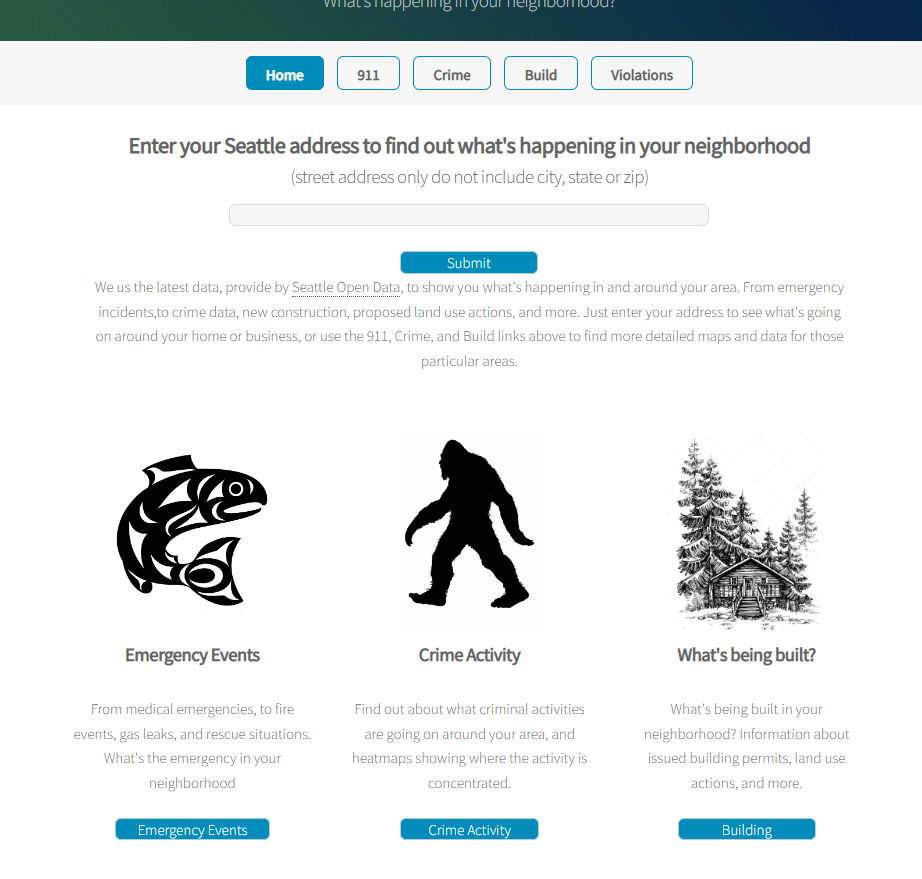 What's happening in your neighborhood?
Home
911
Crime
Build
Violations
Enter your Seattle address to find out what's happening in your neighborhood
(street address only do not include city, state or zip)
Submit
We us the latest data, provide by Seattle Open Data, to show you what's happening in and around your area. From emergency
incidents,to crime data, new construction, proposed land use actions, and more. Just enter your address to see what's going
on around your home or business, or use the 911, Crime, and Build links above to find more detailed maps and data for those
particular areas.
Emergency Events
From medical emergencies, to fire
events, gas leaks, and rescue situations.
What's the emergency in your
neighborhood
Emergency Events
Crime Activity
Find out about what criminal activities
are going on around your area, and
heatmaps showing where the activity is
concentrated.
Crime Activity
What's being built?
What's being built in your
neighborhood? Information about
issued building permits, land use
actions, and more.
Building